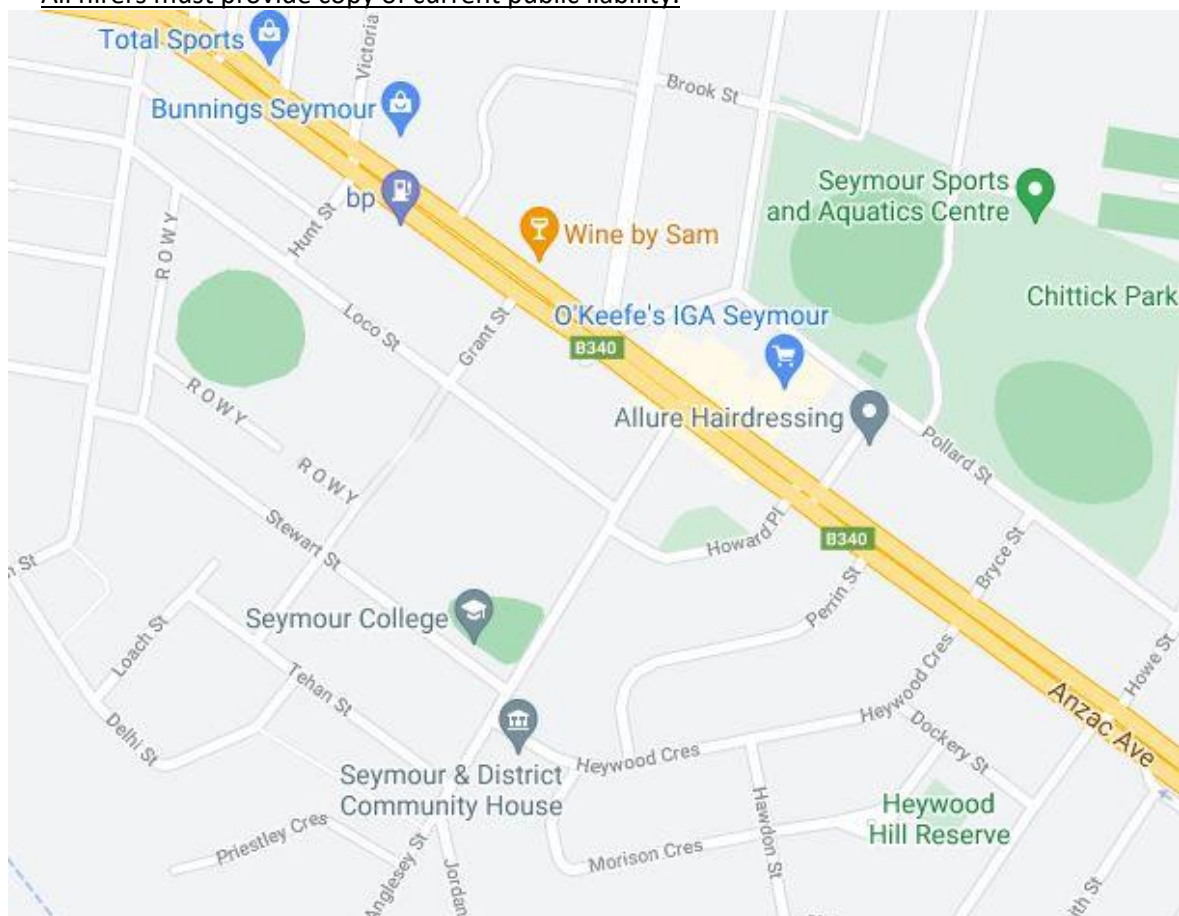 All hirers must provide copy of current public liability.
Total Sports
Victoria
Bunnings Seymour
Brook St
bp
Hunt St
ROWY
Seymour Sports
and Aquatics Centre
Wine by Sam
Chittick Park
Loco St
Grant St
O'Keefe's IGA Seymour
B340
ROWY
Allure Hairdressing
Pollard St
ROWY
Stewart St
Howard Pl
B340
Bryce St
Perrin St
Seymour College
Loach St
Tehan St
Howe St
Heywood Cres
Anzac Ave
Delhi St
Dockery St
Heywood Cres
Seymour & District
Community House
Hawdon St
Heywood
Hill Reserve
Priestley Cres
Morison Cres
Anglesey St
Jordan